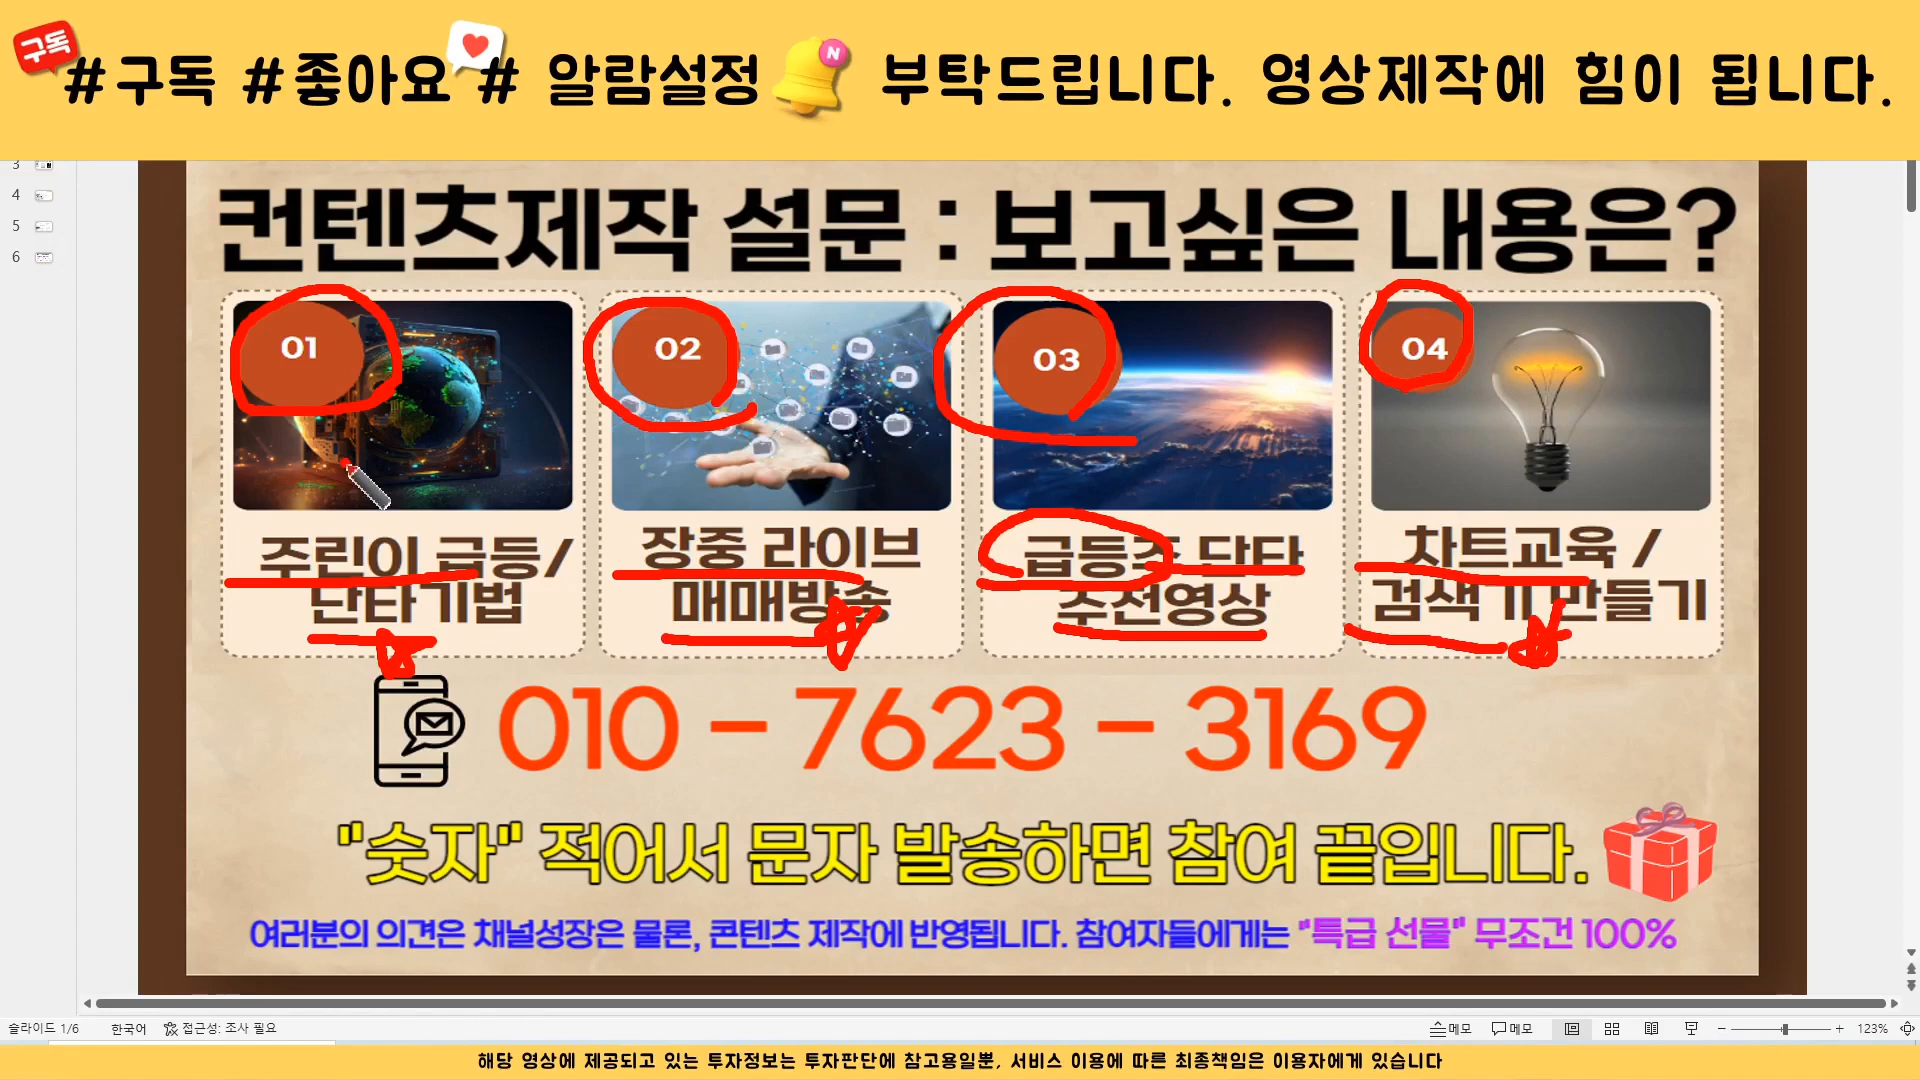 구독
#구독 #좋아요 # 알람설정 N 부탁드립니다. 영상제작에 힘이 됩니다.
3
4
5
6
컨텐츠제작 설문 : 보고싶은 내용은?
01
02
03
04
주린이 급등/
단타기법
장중 라이브
매매방송
급등주 단타
추천영상
차트교육 /
검색기만들기
010 - 7623 - 3169
"숫자" 적어서 문자 발송하면 참여 끝입니다.
여러분의 의견은 채널성장은 물론, 콘텐츠 제작에 반영됩니다. 참여자들에게는 "특급 선물" 무조건 100%
슬라이드 1/6 한국어 접근성: 조사 필요 메모 메모 123%
해당 영상에 제공되고 있는 투자정보는 투자판단에 참고용일뿐, 서비스 이용에 따른 최종책임은 이용자에게 있습니다